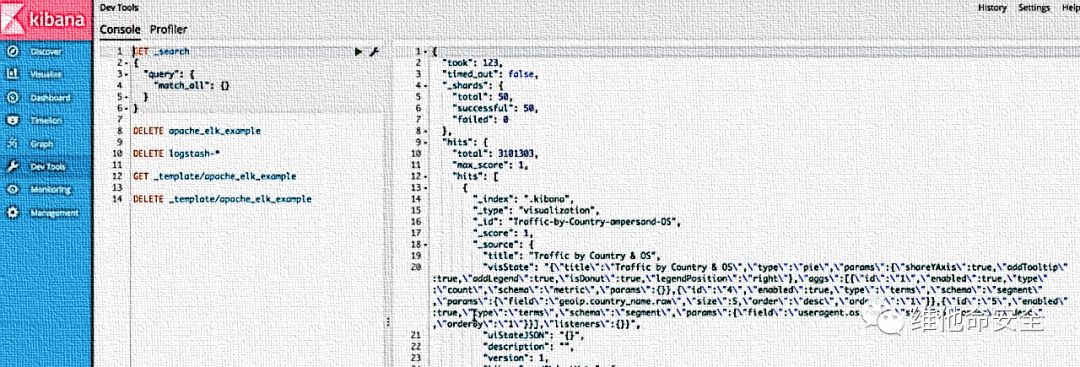 kibana
Dev Tools
History Settings Help
Console Profiler
Discover
Visualize
Dashboard
Timelion
Graph
Dev Tools
Monitoring
Management
1 GET _search
2 {
3 "query": {
4 "match_all": {}
5 }
6 }
7
8 DELETE apache_elk_example
9
10 DELETE logstash-*
11
12 GET _template/apache_elk_example
13
14 DELETE _template/apache_elk_example
1 {
2 "took": 123,
3 "timed_out": false,
4 "_shards": {
5 "total": 50,
6 "successful": 50,
7 "failed": 0
8 },
9 "hits": {
10 "total": 3101303,
11 "max_score": 1,
12 "hits": [
13 {
14 "_index": ".kibana",
15 "_type": "visualization",
16 "_id": "Traffic-by-Country-ampersand-OS",
17 "_score": 1,
18 "_source": {
19 "title": "Traffic by Country & OS",
20 "visState": "{\"title\":\"Traffic by Country & OS\",\"type\":\"pie\",\"params\":{\"shareYAxis\":true,\"addTooltip\"
:true,\"addLegend\":true,\"isDonut\":true,\"legendPosition\":\"right\"},\"aggs\":[{\"id\":\"1\",\"enabled\":true,\"type\":
\"count\",\"schema\":\"metric\",\"params\":{}},{\"id\":\"4\",\"enabled\":true,\"type\":\"terms\",\"schema\":\"segment\"
,\"params\":{\"field\":\"geoip.country_name.raw\",\"size\":5,\"order\":\"desc\",\"orderBy\":\"1\"}},{\"id\":\"5\",\"enabled\"
:true,\"type\":\"terms\",\"schema\":\"segment\",\"params\":{\"field\":\"useragent.os
,\"orderBy\":\"1\"}}],\"listeners\":{}}",
21 "uiStateJSON": "{}",
22 "description": "",
23 "version": 1,
维他命安全